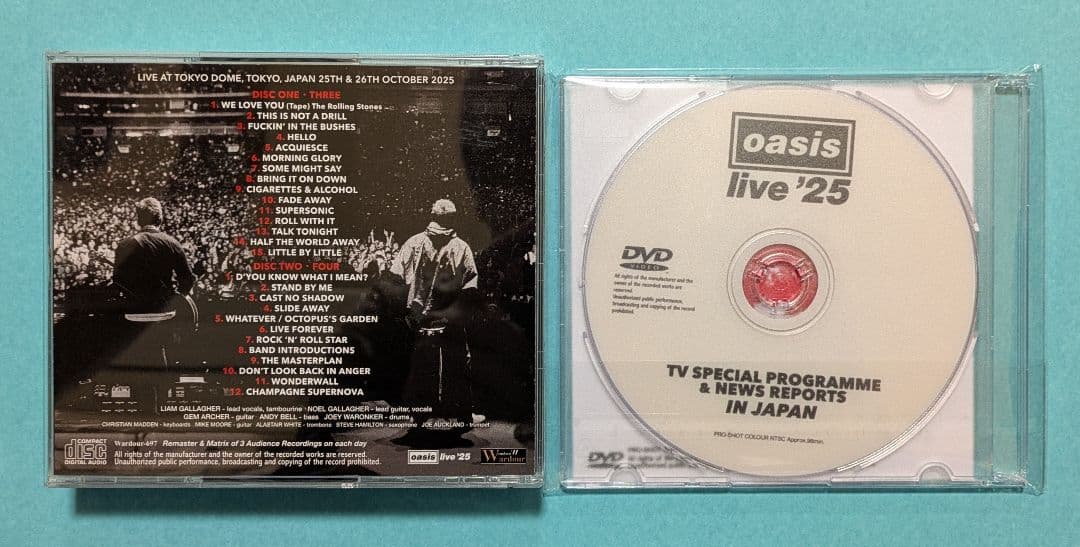 LIVE AT TOKYO DOME, TOKYO, JAPAN 25TH & 26TH OCTOBER 2025
DISC ONE · THREE
1. WE LOVE YOU (Tape) The Rolling Stones
2. THIS IS NOT A DRILL
3. FUCKIN' IN THE BUSHES
4. HELLO
5. ACQUIESCE
6. MORNING GLORY
7. SOME MIGHT SAY
8. BRING IT ON DOWN
9. CIGARETTES & ALCOHOL
10. FADE AWAY
11. SUPERSONIC
12. ROLL WITH IT
13. TALK TONIGHT
14. HALF THE WORLD AWAY
15. LITTLE BY LITTLE
DISC TWO · FOUR
1. D'YOU KNOW WHAT I MEAN?
2. STAND BY ME
3. CAST NO SHADOW
4. SLIDE AWAY
5. WHATEVER / OCTOPUS'S GARDEN
6. LIVE FOREVER
7. ROCK 'N' ROLL STAR
8. BAND INTRODUCTIONS
9. THE MASTERPLAN
10. DON'T LOOK BACK IN ANGER
11. WONDERWALL
12. CHAMPAGNE SUPERNOVA
LIAM GALLAGHER - lead vocals, tambourine · NOEL GALLAGHER - lead guitar, vocals
GEM ARCHER - guitar · ANDY BELL - bass · JOEY WARONKER - drums
CHRISTIAN MADDEN - keyboards · MIKE MOORE - guitar · ALASTAIR WHITE - trombone · STEVE HAMILTON - saxophone · JOE AUCKLAND - trumpet
COMPACT
disc
DIGITAL AUDIO
Wardour-697 Remaster & Matrix of 3 Audience Recordings on each day
All rights of the manufacturer and the owner of the recorded works are reserved.
Unauthorized public performance, broadcasting and copying of the record prohibited.
oasis live '25
Wardour
oasis
live '25
DVD
VIDEO
All rights of the manufacturer and the
owner of the recorded works are
reserved.
Unauthorized public performance,
broadcasting and copying of the record
prohibited.
TV SPECIAL PROGRAMME
& NEWS REPORTS
IN JAPAN
PRO-SHOT COLOUR NTSC Approx.98min.
DVD